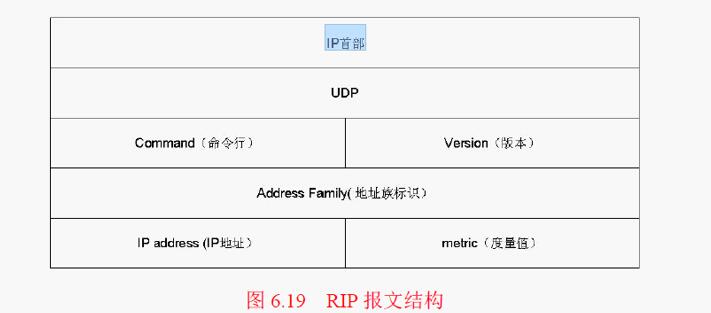 IP首部
UDP
Command（命令行） Version（版本）
Address Family( 地址族标识）
IP address (IP地址） metric（度量值）
图 6.19 RIP 报文结构